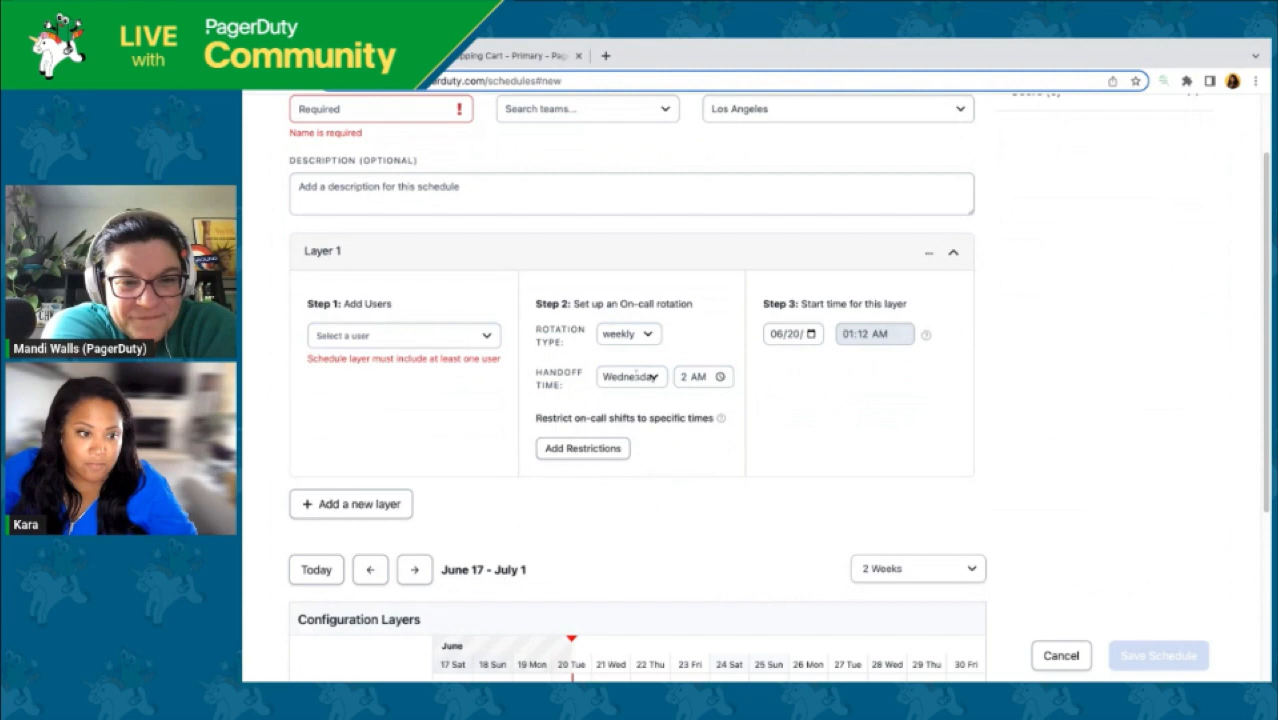 LIVE
with
PagerDuty
Community
pping Cart - Primary - Pag
rduty.com/schedules#new
Required
!
Search teams...
Los Angeles
Name is required
DESCRIPTION (OPTIONAL)
Add a description for this schedule
Layer 1
Step 1: Add Users
Select a user
Schedule layer must include at least one user
Step 2: Set up an On-call rotation
ROTATION
TYPE:
weekly
HANDOFF
TIME:
Wednesday
2 AM
Restrict on-call shifts to specific times
Add Restrictions
Step 3: Start time for this layer
06/20/
01:12 AM
+ Add a new layer
Today
← →
June 17 - July 1
2 Weeks
Configuration Layers
June
17 Sat 18 Sun 19 Mon 20 Tue 21 Wed 22 Thu 23 Fri 24 Sat 25 Sun 26 Mon 27 Tue 28 Wed 29 Thu 30 Fri
Cancel
Save Schedule
Mandi Walls (PagerDuty)
Kara